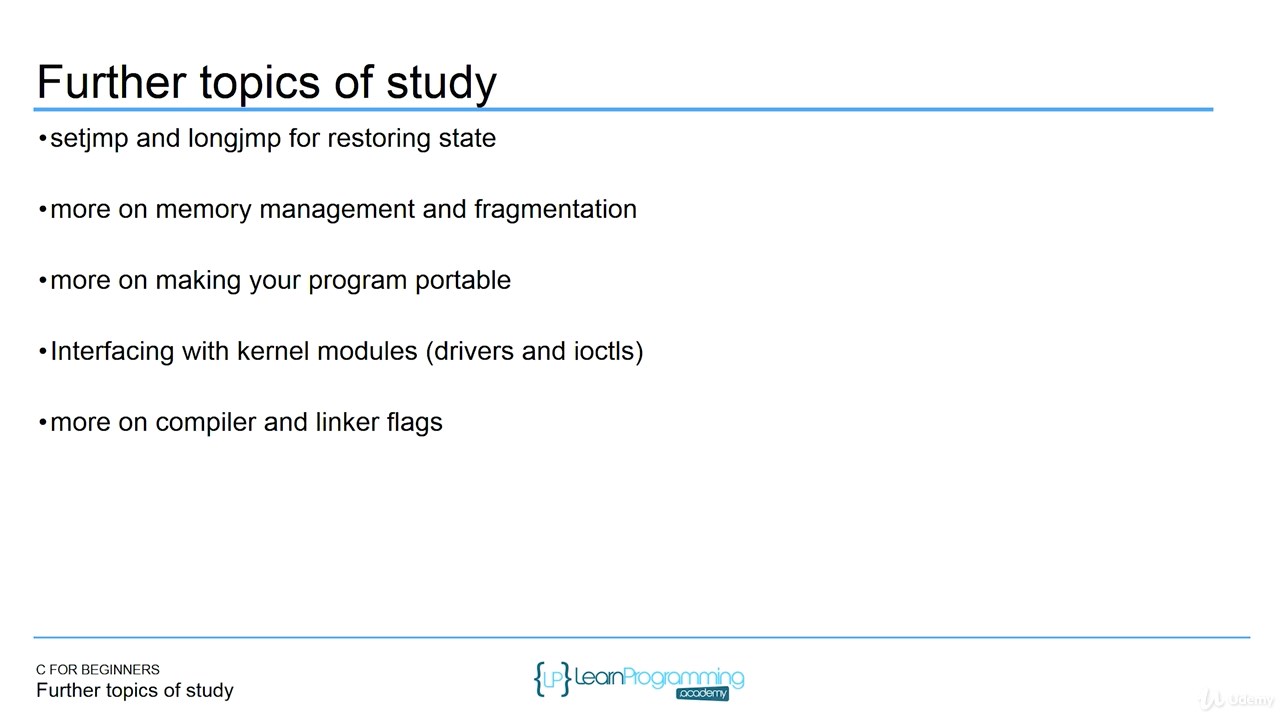 Further topics of study
•setjmp and longjmp for restoring state
•more on memory management and fragmentation
•more on making your program portable
•Interfacing with kernel modules (drivers and ioctls)
•more on compiler and linker flags
C FOR BEGINNERS
Further topics of study
{LP}LearnProgramming
.academy
Udemy